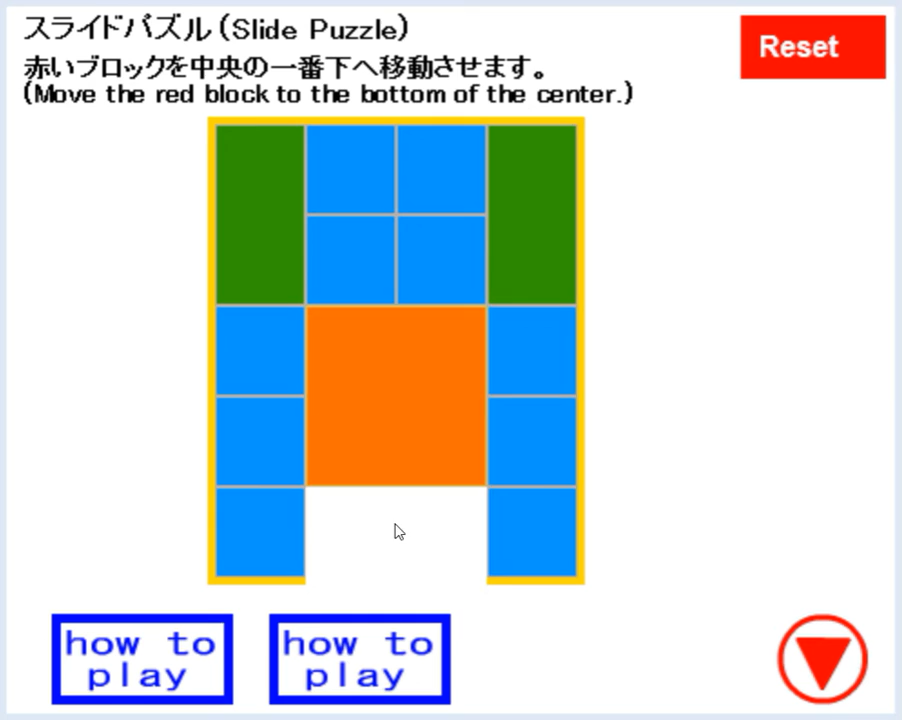 スライドパズル(Slide Puzzle)
Reset
赤いブロックを中央の一番下へ移動させます。
(Move the red block to the bottom of the center.)
how to
play
how to
play